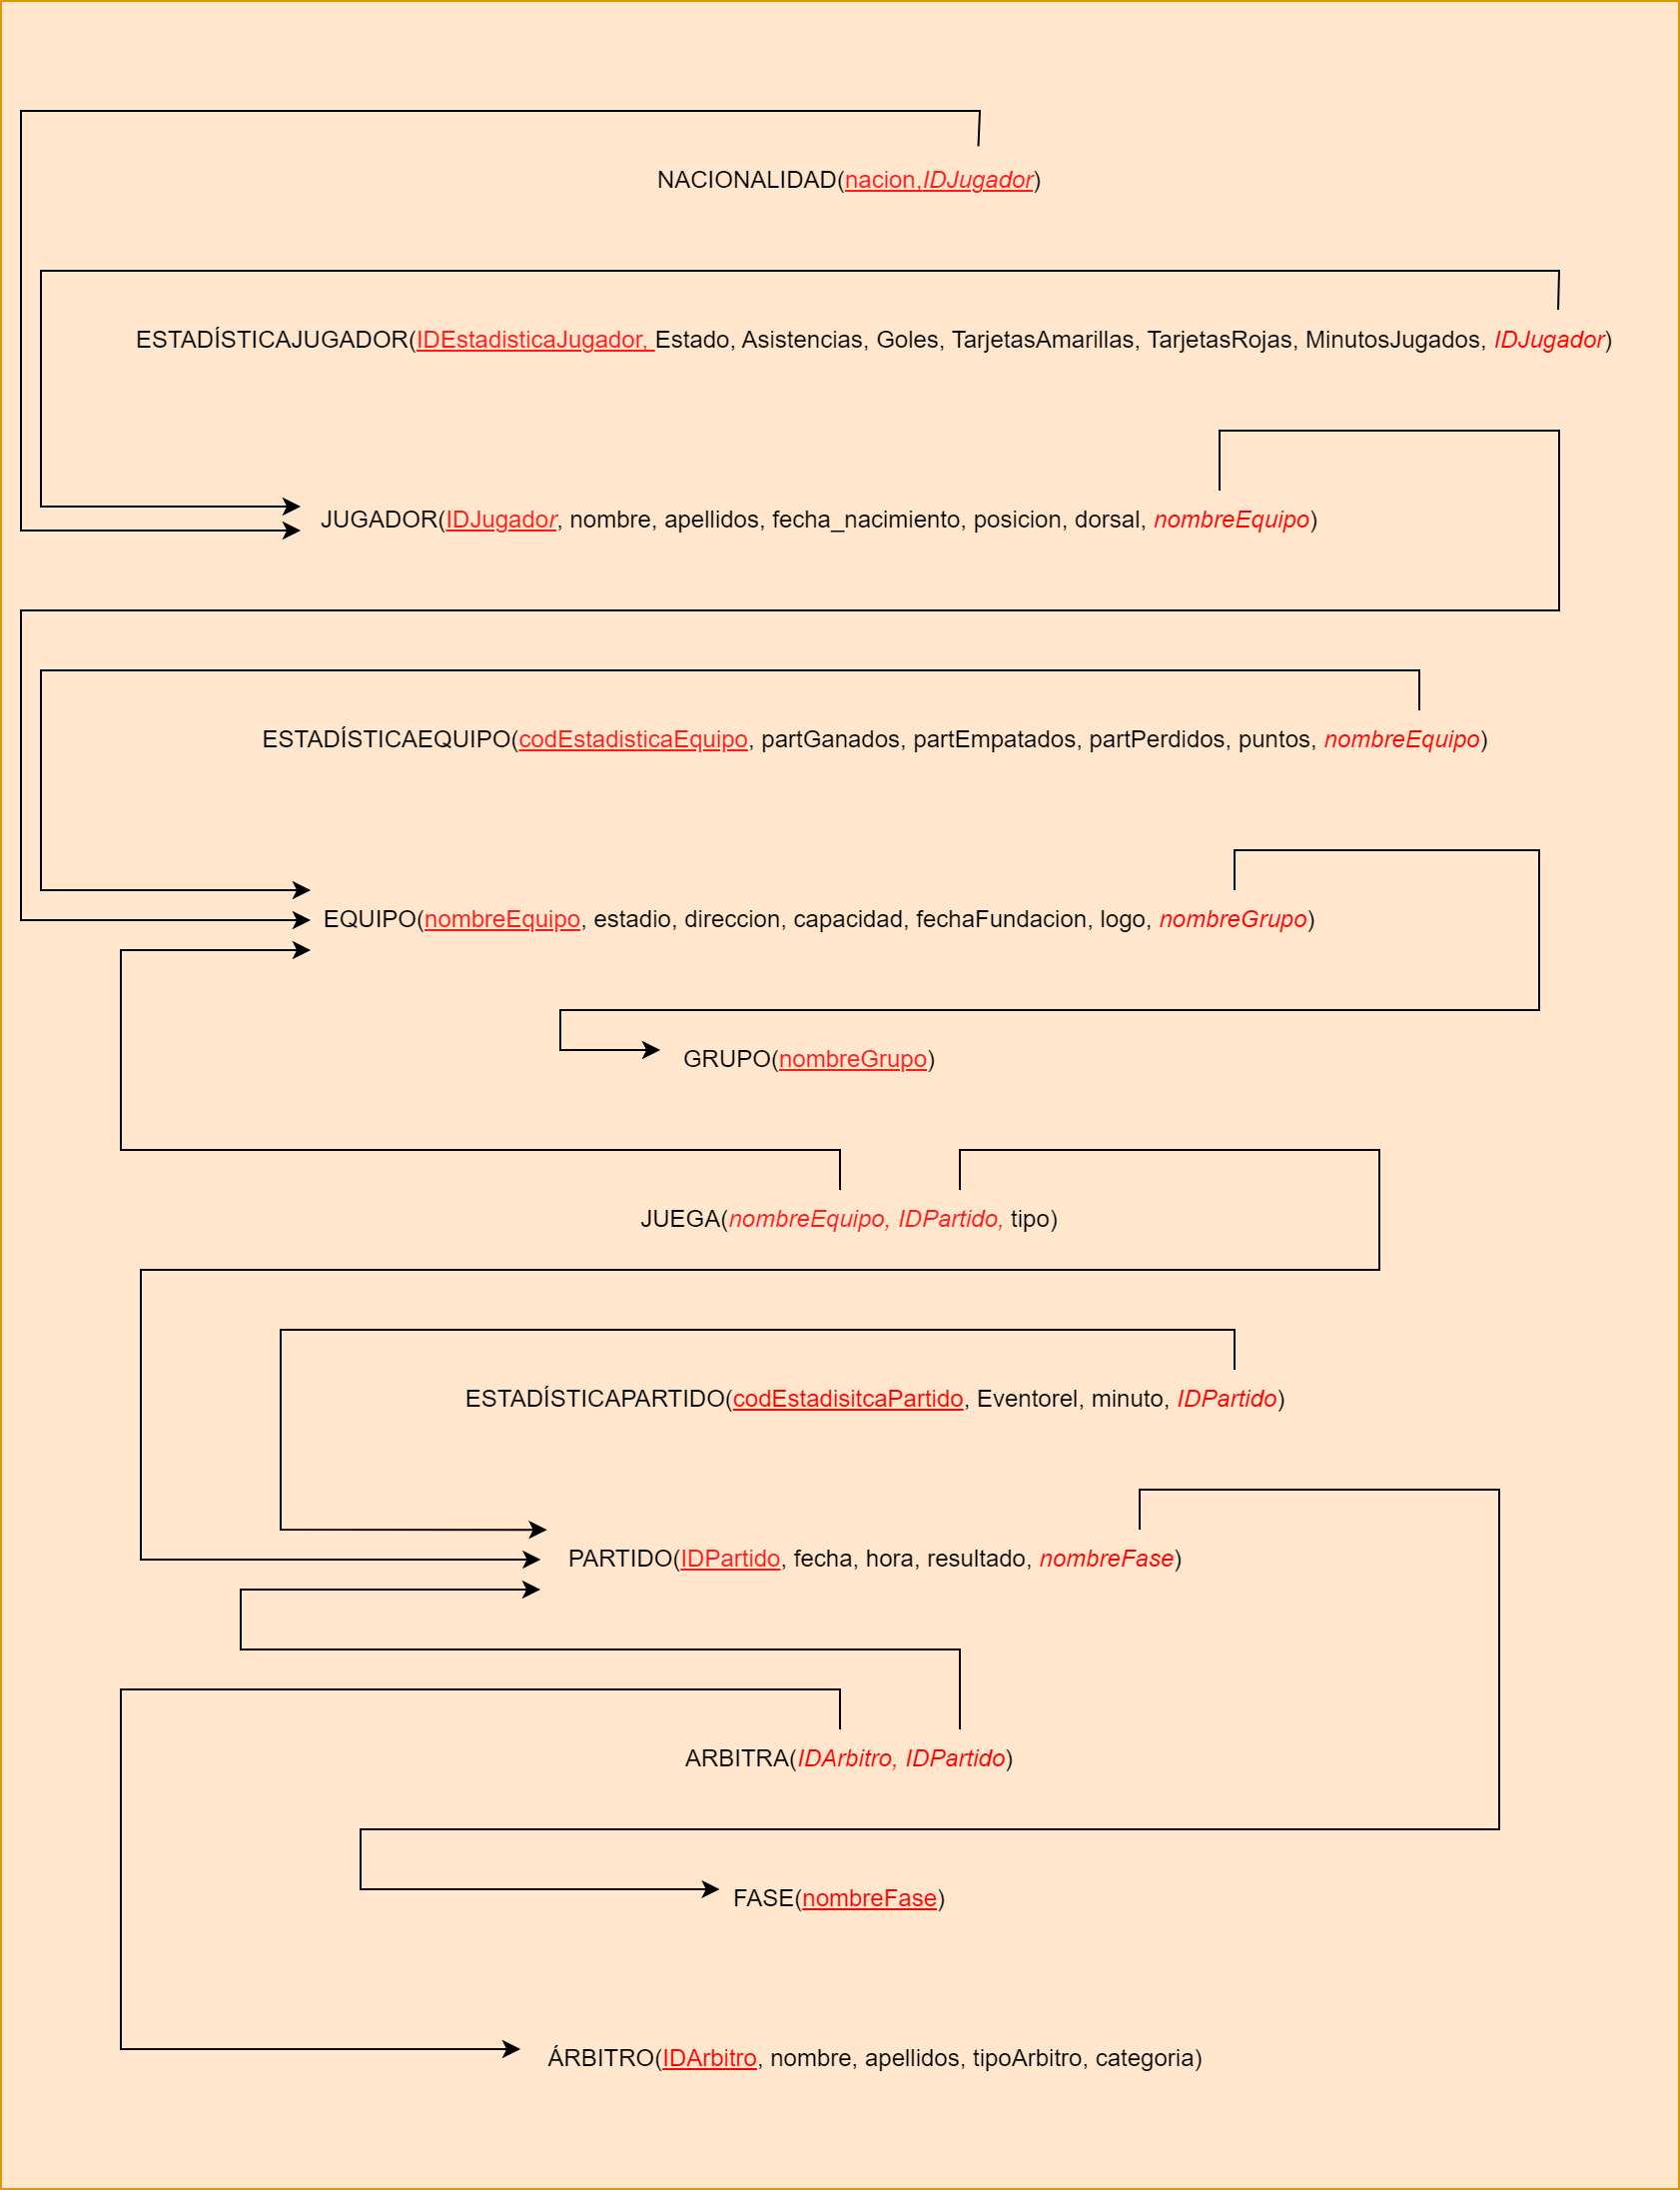 NACIONALIDAD(nacion,IDJugador)
ESTADÍSTICAJUGADOR(IDEstadisticaJugador, Estado, Asistencias, Goles, TarjetasAmarillas, TarjetasRojas, MinutosJugados, IDJugador)
JUGADOR(IDJugador, nombre, apellidos, fecha_nacimiento, posicion, dorsal, nombreEquipo)
ESTADÍSTICAEQUIPO(codEstadisticaEquipo, partGanados, partEmpatados, partPerdidos, puntos, nombreEquipo)
EQUIPO(nombreEquipo, estadio, direccion, capacidad, fechaFundacion, logo, nombreGrupo)
GRUPO(nombreGrupo)
JUEGA(nombreEquipo, IDPartido, tipo)
ESTADÍSTICAPARTIDO(codEstadisitcaPartido, Eventorel, minuto, IDPartido)
PARTIDO(IDPartido, fecha, hora, resultado, nombreFase)
ARBITRA(IDArbitro, IDPartido)
FASE(nombreFase)
ÁRBITRO(IDArbitro, nombre, apellidos, tipoArbitro, categoria)